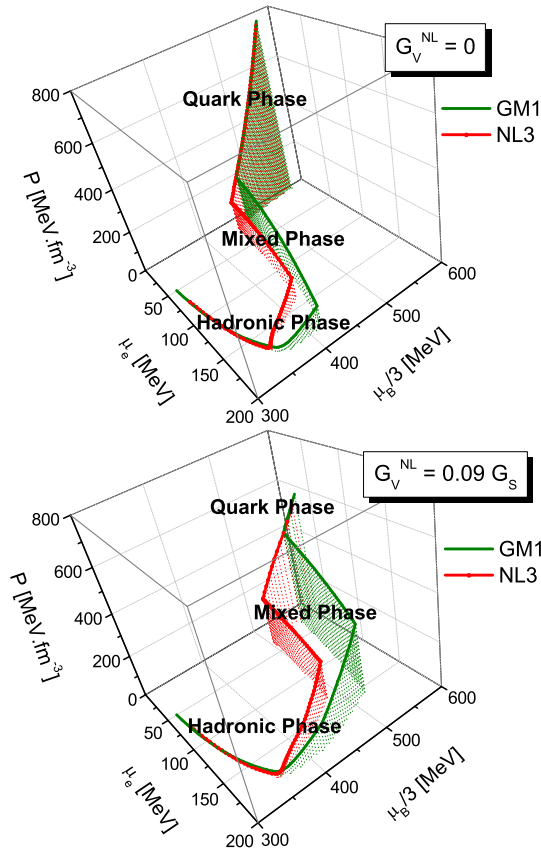 G_V^NL = 0
GM1
NL3
Quark Phase
Mixed Phase
Hadronic Phase
P [MeV.fm^-3]
800
600
400
200
0
50
100
150
200
μ_e [MeV]
300
400
500
600
μ_B/3 [MeV]
G_V^NL = 0.09 G_S
GM1
NL3
Quark Phase
Mixed Phase
Hadronic Phase
P [MeV.fm^-3]
800
600
400
200
0
50
100
150
200
μ_e [MeV]
300
400
500
600
μ_B/3 [MeV]